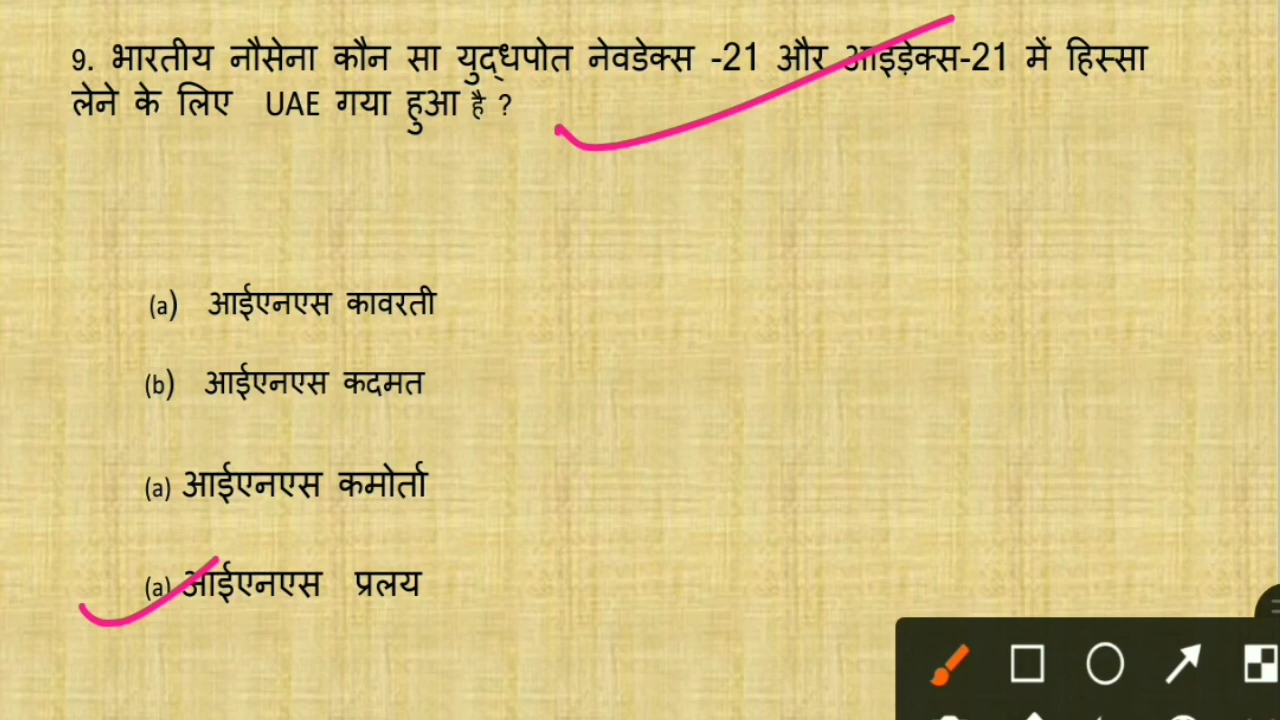 9. भारतीय नौसेना कौन सा युद्धपोत नेवडेक्स -21 और आइड़ेक्स-21 में हिस्सा
लेने के लिए UAE गया हुआ है ?
(a) आईएनएस कावरती
(b) आईएनएस कदमत
(a) आईएनएस कमोर्ता
(a) आईएनएस प्रलय